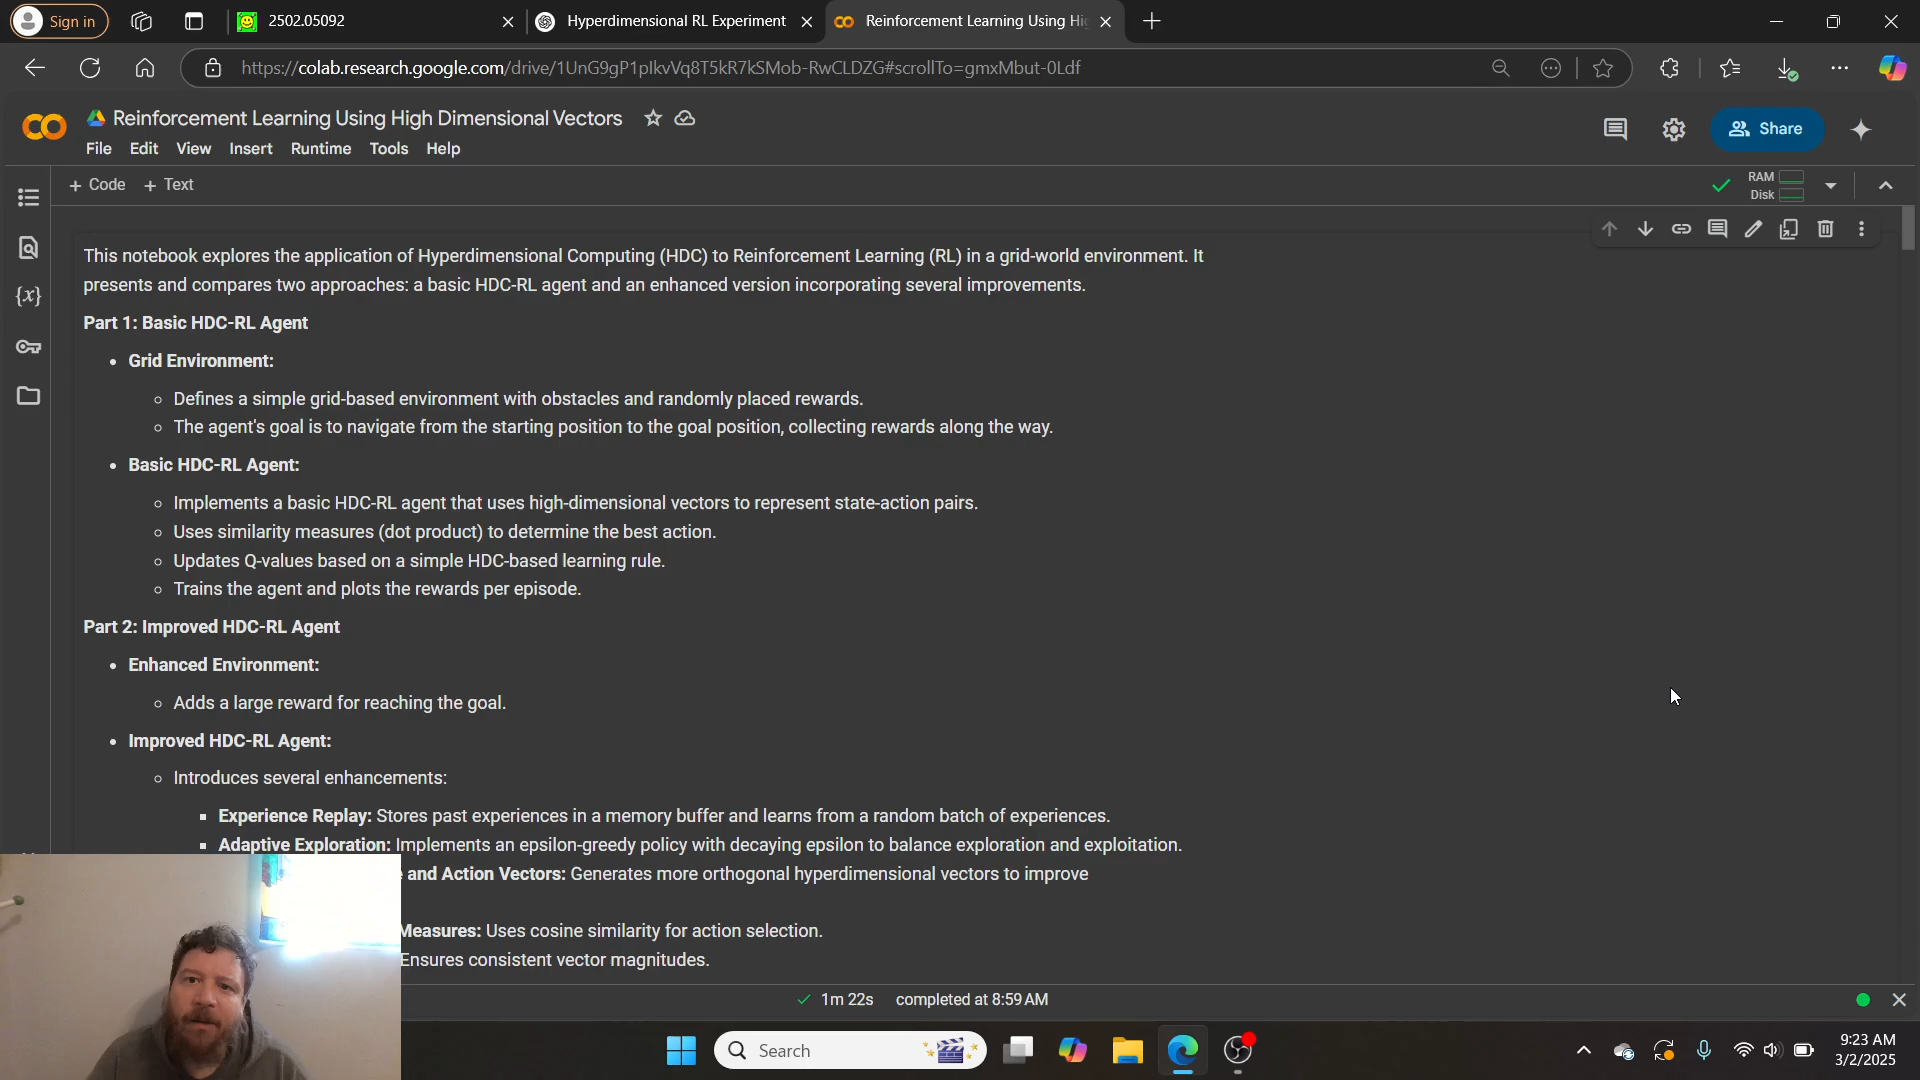 Sign in
2502.05092
Hyperdimensional RL Experiment
Reinforcement Learning Using Hi
https://colab.research.google.com/drive/1UnG9gP1plkvVq8T5kR7kSMob-RwCLDZG#scrollTo=gmxMbut-0Ldf
Reinforcement Learning Using High Dimensional Vectors
File Edit View Insert Runtime Tools Help
Share
+ Code + Text
RAM
Disk
This notebook explores the application of Hyperdimensional Computing (HDC) to Reinforcement Learning (RL) in a grid-world environment. It
presents and compares two approaches: a basic HDC-RL agent and an enhanced version incorporating several improvements.
Part 1: Basic HDC-RL Agent
• Grid Environment:
◦ Defines a simple grid-based environment with obstacles and randomly placed rewards.
◦ The agent's goal is to navigate from the starting position to the goal position, collecting rewards along the way.
• Basic HDC-RL Agent:
◦ Implements a basic HDC-RL agent that uses high-dimensional vectors to represent state-action pairs.
◦ Uses similarity measures (dot product) to determine the best action.
◦ Updates Q-values based on a simple HDC-based learning rule.
◦ Trains the agent and plots the rewards per episode.
Part 2: Improved HDC-RL Agent
• Enhanced Environment:
◦ Adds a large reward for reaching the goal.
• Improved HDC-RL Agent:
◦ Introduces several enhancements:
▪ Experience Replay: Stores past experiences in a memory buffer and learns from a random batch of experiences.
▪ Adaptive Exploration: Implements an epsilon-greedy policy with decaying epsilon to balance exploration and exploitation.
and Action Vectors: Generates more orthogonal hyperdimensional vectors to improve
Measures: Uses cosine similarity for action selection.
Ensures consistent vector magnitudes.
1m 22s completed at 8:59 AM
Search
9:23 AM
3/2/2025